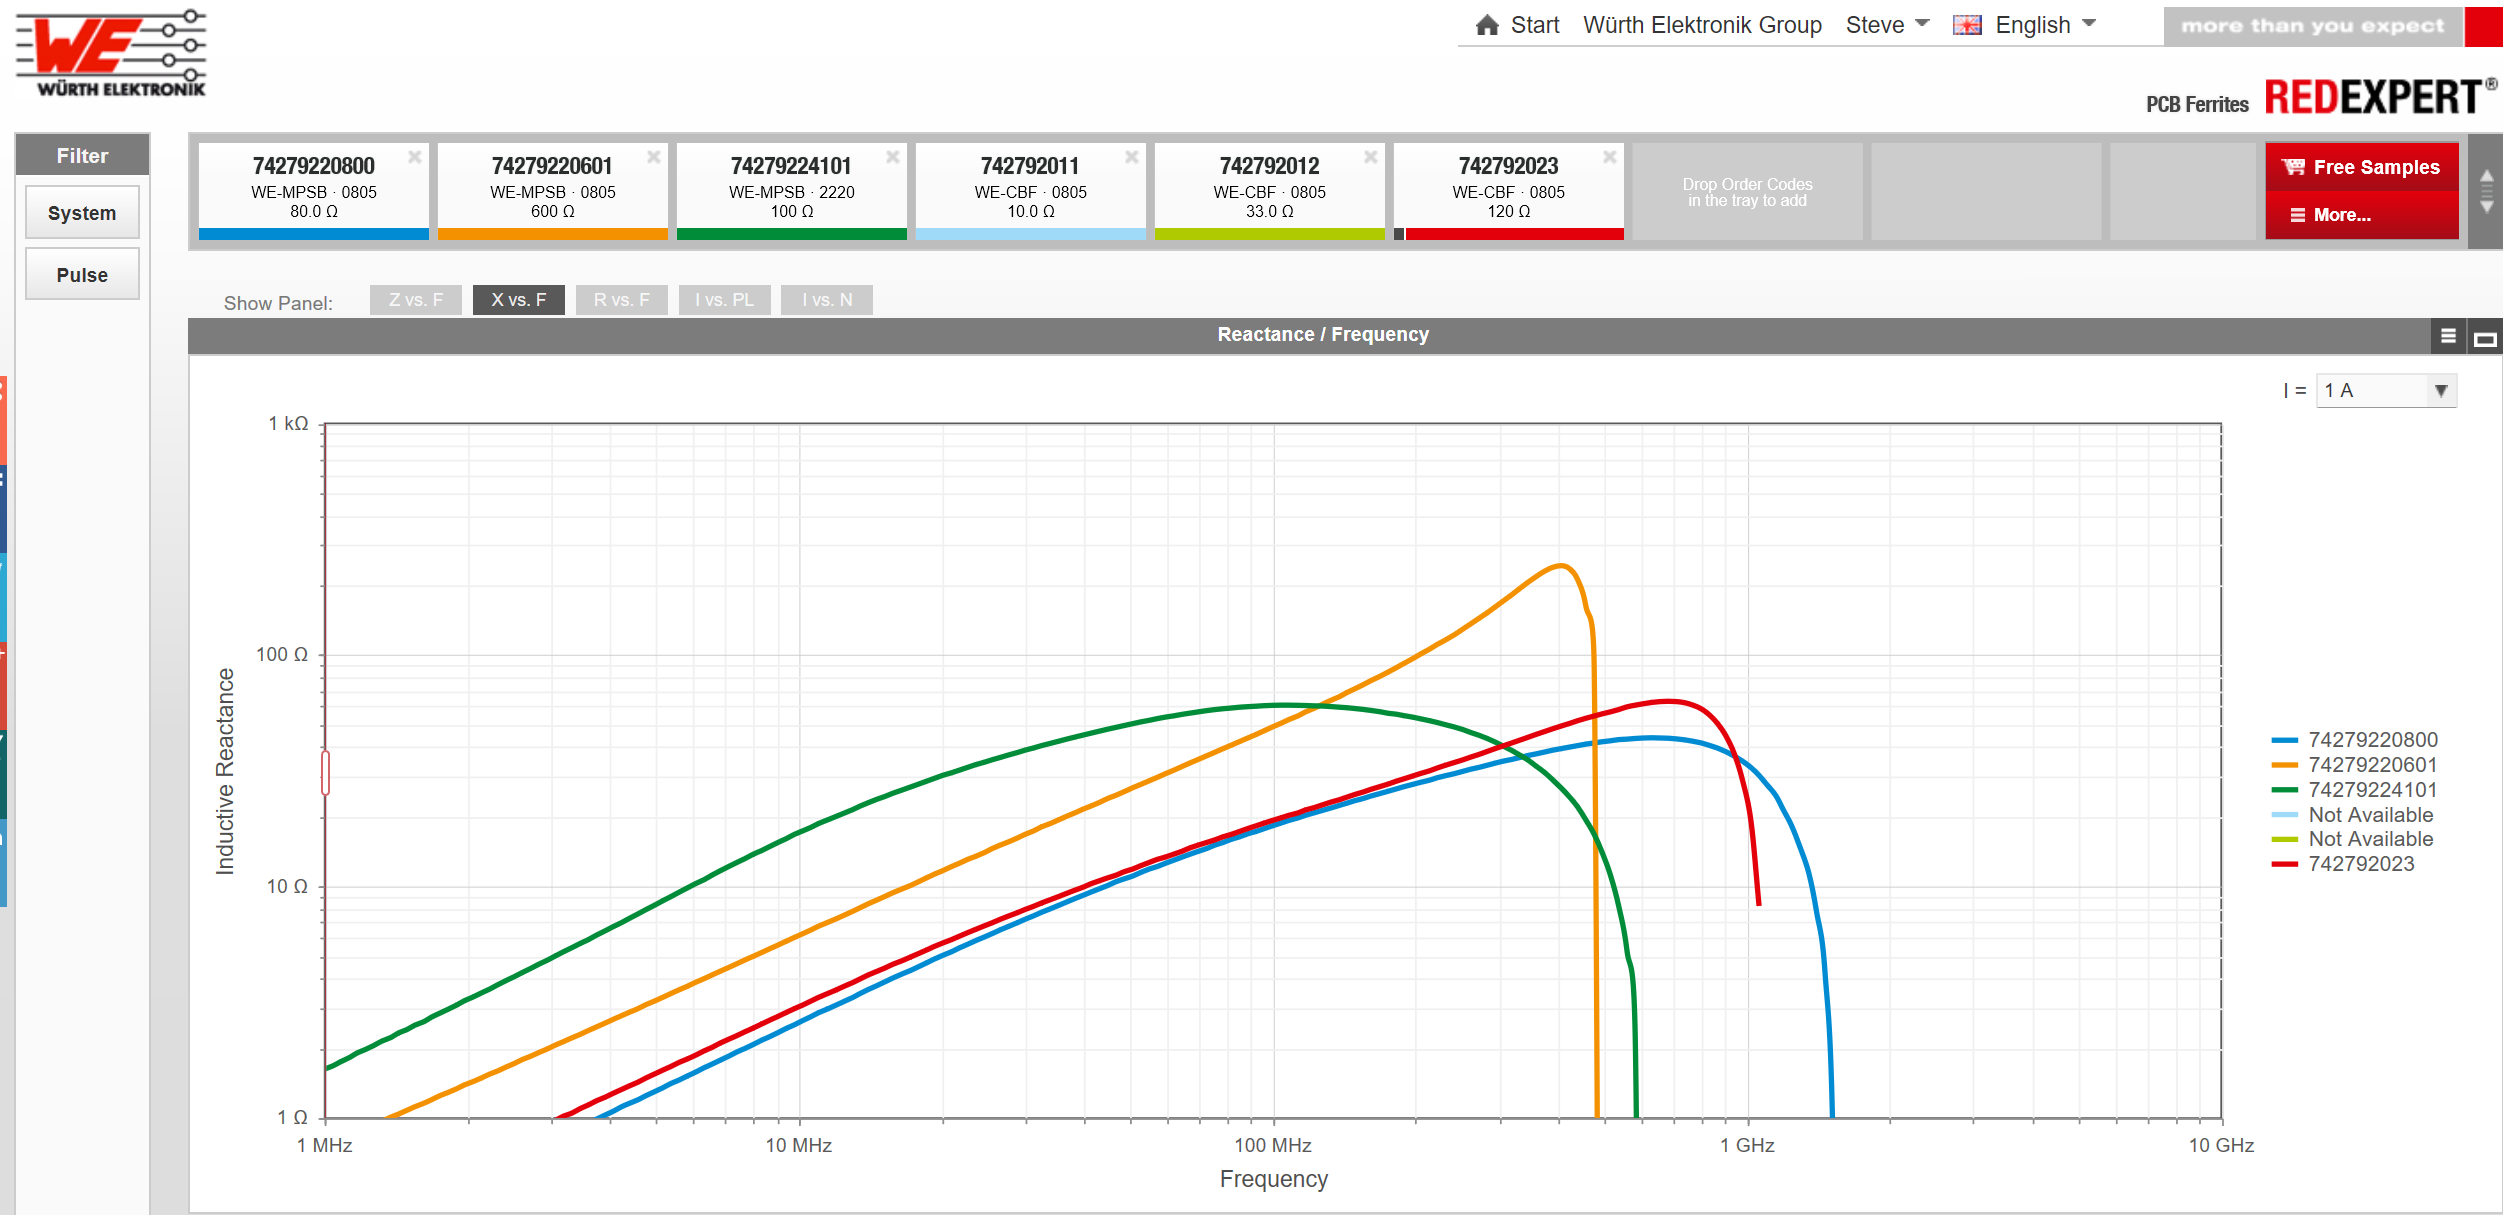 WE
WÜRTH ELEKTRONIK
Start
Würth Elektronik Group
Steve
English
more than you expect
PCB Ferrites
REDEXPERT®
Filter
System
Pulse
74279220800
WE-MPSB · 0805
80.0 Ω
74279220601
WE-MPSB · 0805
600 Ω
74279224101
WE-MPSB · 2220
100 Ω
742792011
WE-CBF · 0805
10.0 Ω
742792012
WE-CBF · 0805
33.0 Ω
742792023
WE-CBF · 0805
120 Ω
Drop Order Codes
in the tray to add
Free Samples
More...
Show Panel:
Z vs. F
X vs. F
R vs. F
I vs. PL
I vs. N
Reactance / Frequency
I =
1 A
1 kΩ
100 Ω
10 Ω
1 Ω
Inductive Reactance
1 MHz
10 MHz
100 MHz
1 GHz
10 GHz
Frequency
74279220800
74279220601
74279224101
Not Available
Not Available
742792023